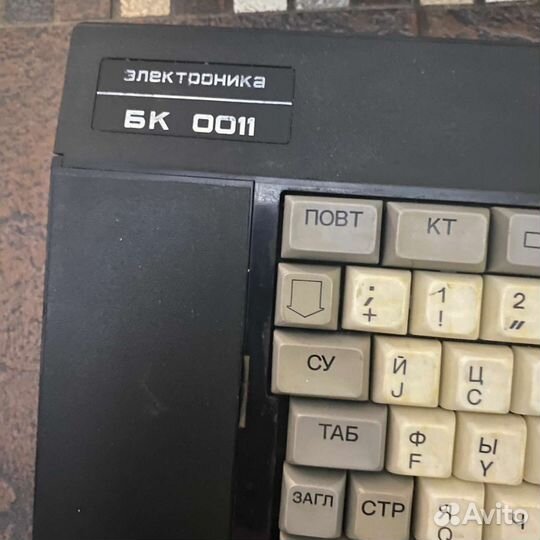 электроника
БК 0011
ПОВТ КТ
; + 1 ! 2 "
СУ Й J Ц C
ТАБ Ф F Ы Y
ЗАГЛ СТР Я Q Ч
Avito